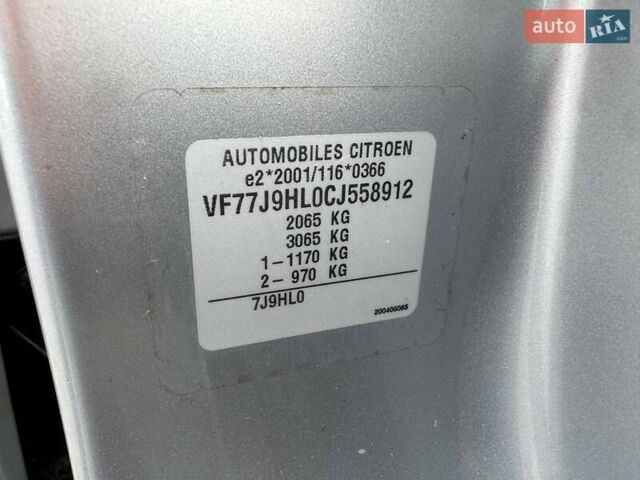 auto RIA.com
AUTOMOBILES CITROEN
e2*2001/116*0366
VF77J9HL0CJ558912
2065 KG
3065 KG
1-1170 KG
2- 970 KG
7J9HL0
200406085